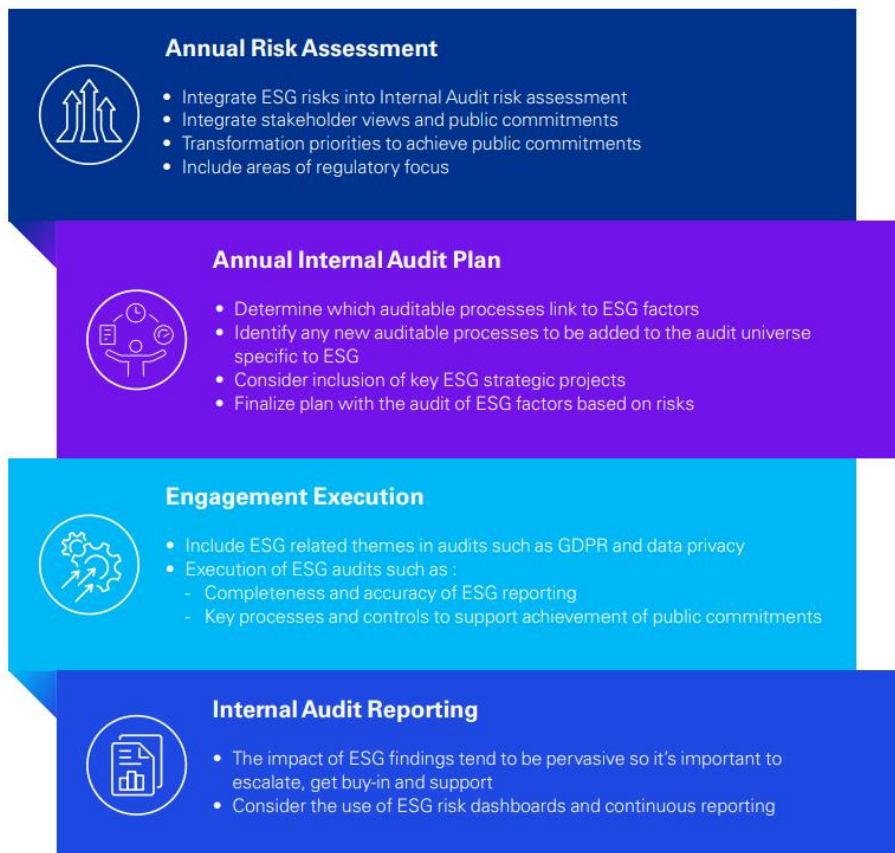 Annual Risk Assessment
• Integrate ESG risks into Internal Audit risk assessment
• Integrate stakeholder views and public commitments
• Transformation priorities to achieve public commitments
• Include areas of regulatory focus
Annual Internal Audit Plan
• Determine which auditable processes link to ESG factors
• Identify any new auditable processes to be added to the audit universe
specific to ESG
• Consider inclusion of key ESG strategic projects
• Finalize plan with the audit of ESG factors based on risks
Engagement Execution
• Include ESG related themes in audits such as GDPR and data privacy
• Execution of ESG audits such as :
- Completeness and accuracy of ESG reporting
- Key processes and controls to support achievement of public commitments
Internal Audit Reporting
• The impact of ESG findings tend to be pervasive so it's important to
escalate, get buy-in and support
• Consider the use of ESG risk dashboards and continuous reporting